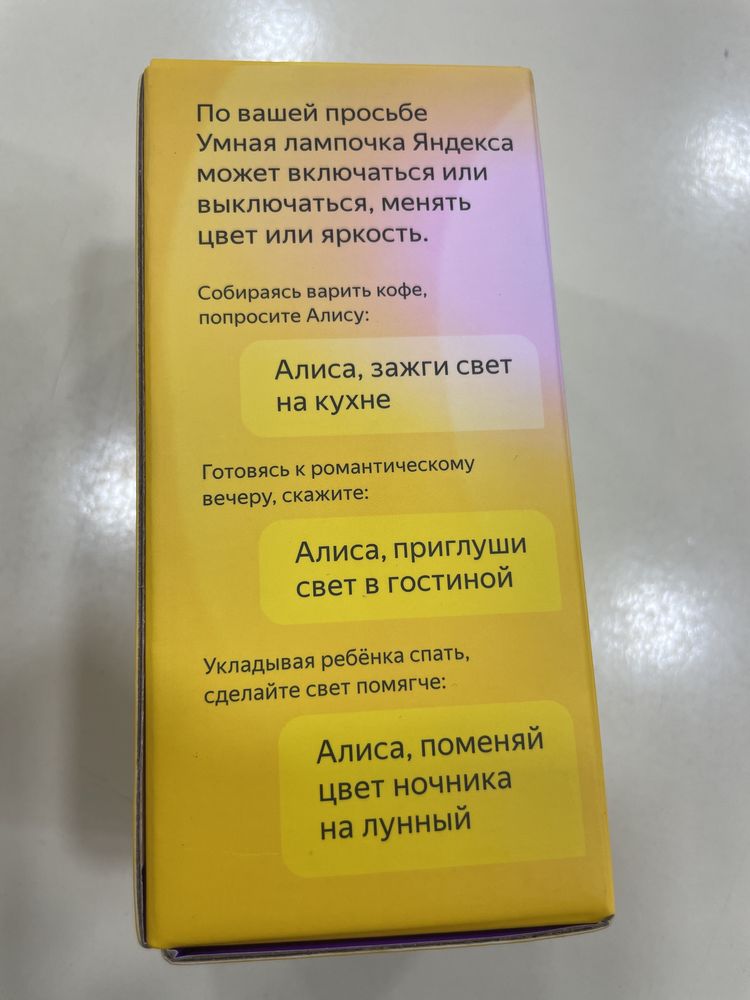 По вашей просьбе
Умная лампочка Яндекса
может включаться или
выключаться, менять
цвет или яркость.
Собираясь варить кофе,
попросите Алису:
Алиса, зажги свет
на кухне
Готовясь к романтическому
вечеру, скажите:
Алиса, приглуши
свет в гостиной
Укладывая ребёнка спать,
сделайте свет помягче:
Алиса, поменяй
цвет ночника
на лунный